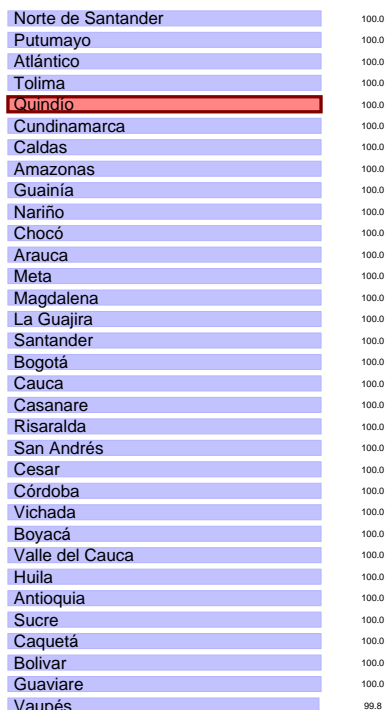 Norte de Santander 100.0
Putumayo 100.0
Atlántico 100.0
Tolima 100.0
Quindío 100.0
Cundinamarca 100.0
Caldas 100.0
Amazonas 100.0
Guainía 100.0
Nariño 100.0
Chocó 100.0
Arauca 100.0
Meta 100.0
Magdalena 100.0
La Guajira 100.0
Santander 100.0
Bogotá 100.0
Cauca 100.0
Casanare 100.0
Risaralda 100.0
San Andrés 100.0
Cesar 100.0
Córdoba 100.0
Vichada 100.0
Boyacá 100.0
Valle del Cauca 100.0
Huila 100.0
Antioquia 100.0
Sucre 100.0
Caquetá 100.0
Bolivar 100.0
Guaviare 100.0
Vaupés 99.8